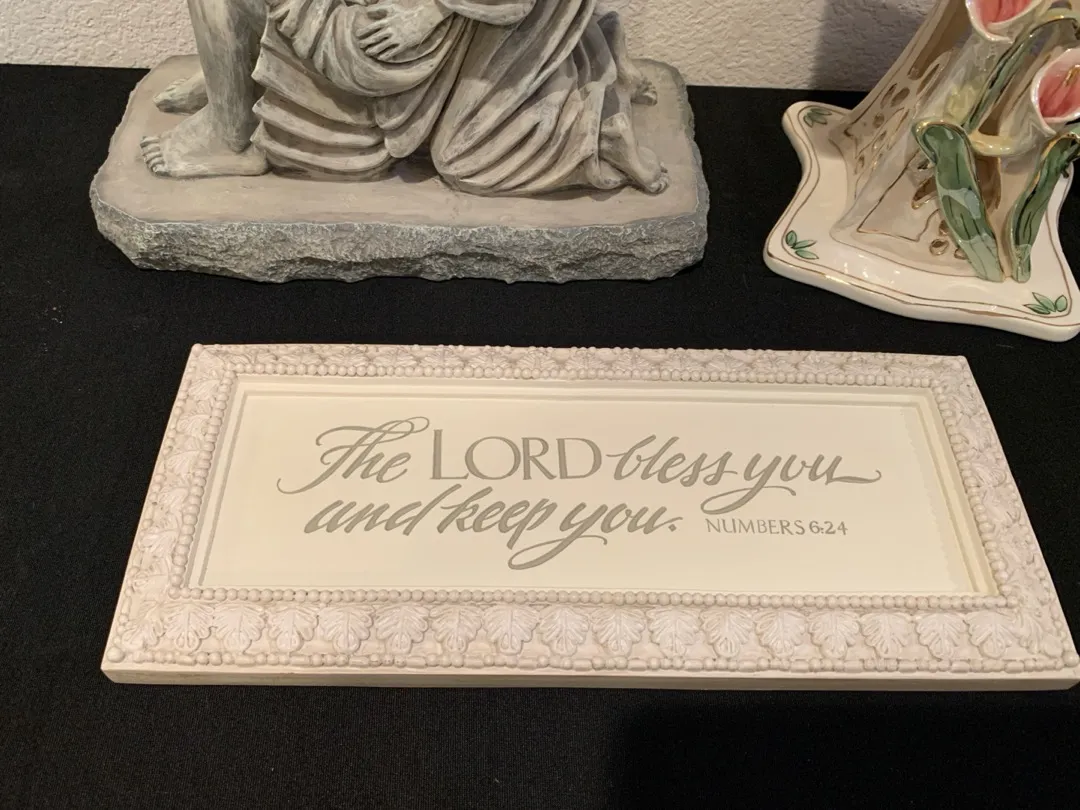 The LORD bless you
and keep you. NUMBERS 6:24